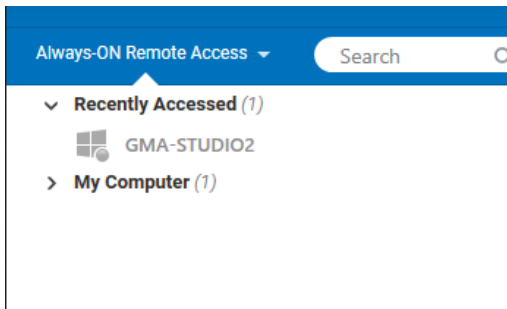 Always-ON Remote Access
Search
Recently Accessed (1)
GMA-STUDIO2
My Computer (1)